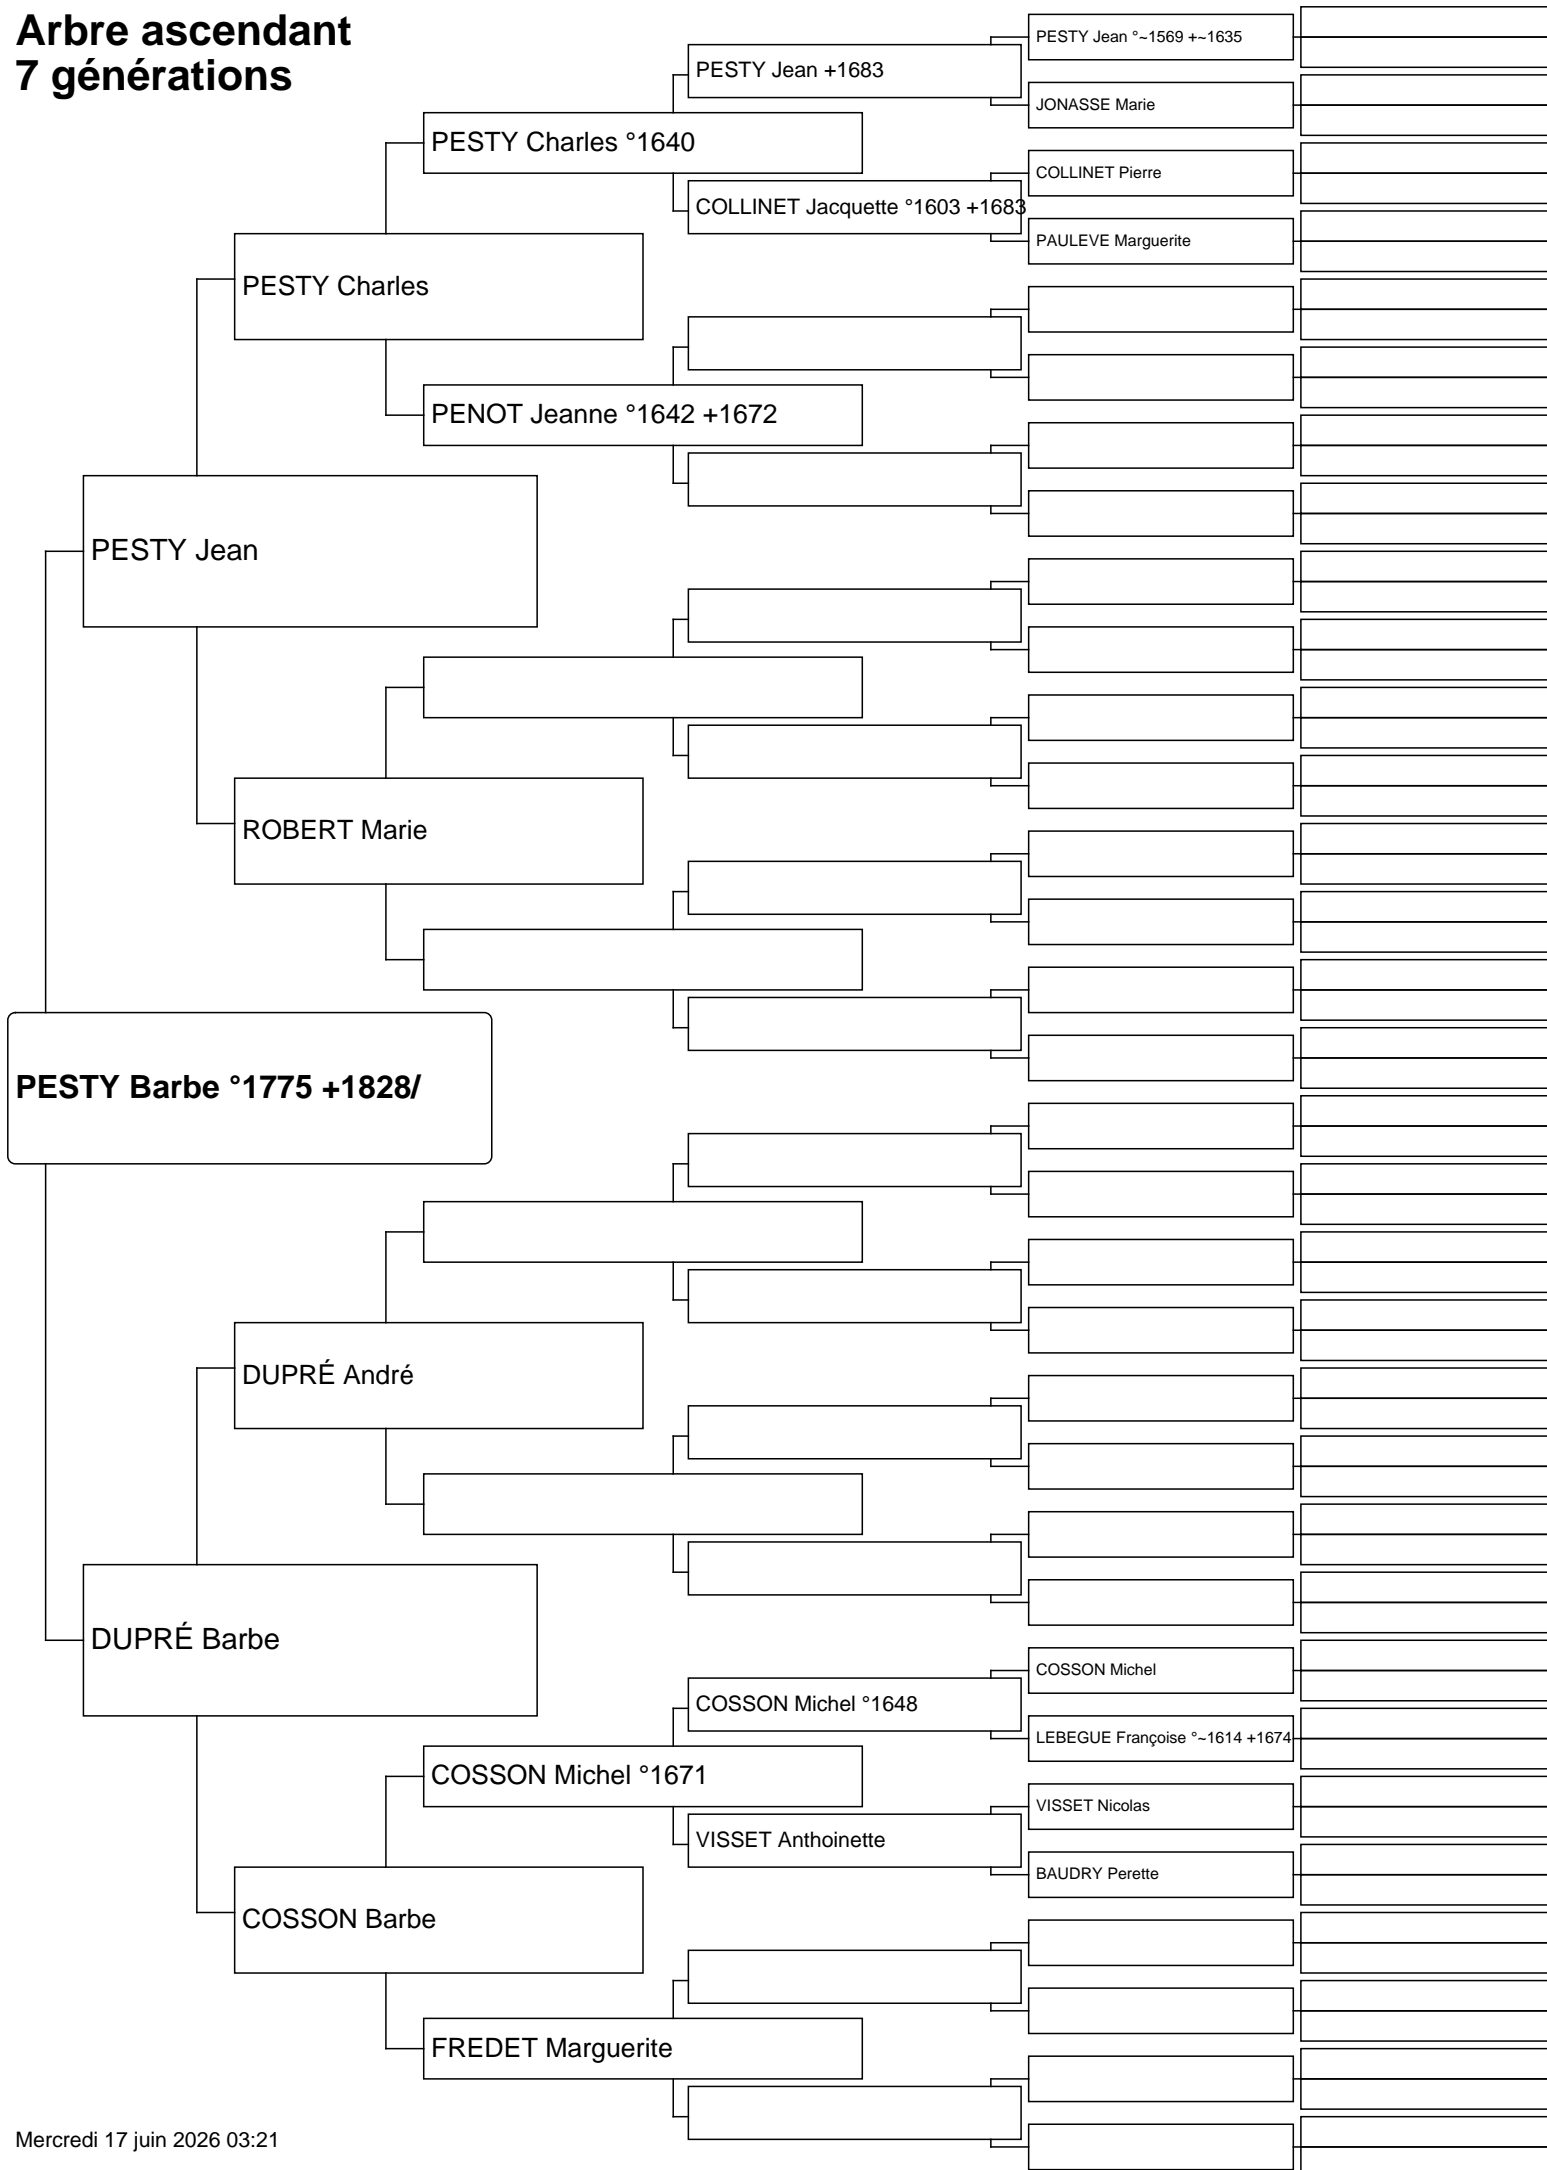 Arbre ascendant
7 générations
PESTY Jean °~1569 +~1635
PESTY Jean +1683
JONASSE Marie
PESTY Charles °1640
COLLINET Pierre
COLLINET Jacquette °1603 +1683
PAULEVE Marguerite
PESTY Charles
PENOT Jeanne °1642 +1672
PESTY Jean
ROBERT Marie
PESTY Barbe °1775 +1828/
DUPRÉ André
DUPRÉ Barbe
COSSON Michel
COSSON Michel °1648
LEBEGUE Françoise °~1614 +1674
COSSON Michel °1671
VISSET Nicolas
VISSET Anthoinette
BAUDRY Perette
COSSON Barbe
FREDET Marguerite
Mercredi 17 juin 2026 03:21